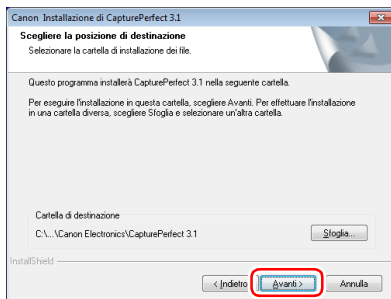 Canon Installazione di CapturePerfect 3.1
Scegliere la posizione di destinazione
Selezionare la cartella di installazione dei file.
Questo programma installerà CapturePerfect 3.1 nella seguente cartella.
Per eseguire l'installazione in questa cartella, scegliere Avanti. Per effettuare l'installazione
in una cartella diversa, scegliere Sfoglia e selezionare un'altra cartella.
Cartella di destinazione
C:\...\Canon Electronics\CapturePerfect 3.1
Sfoglia...
InstallShield
< Indietro
Avanti >
Annulla